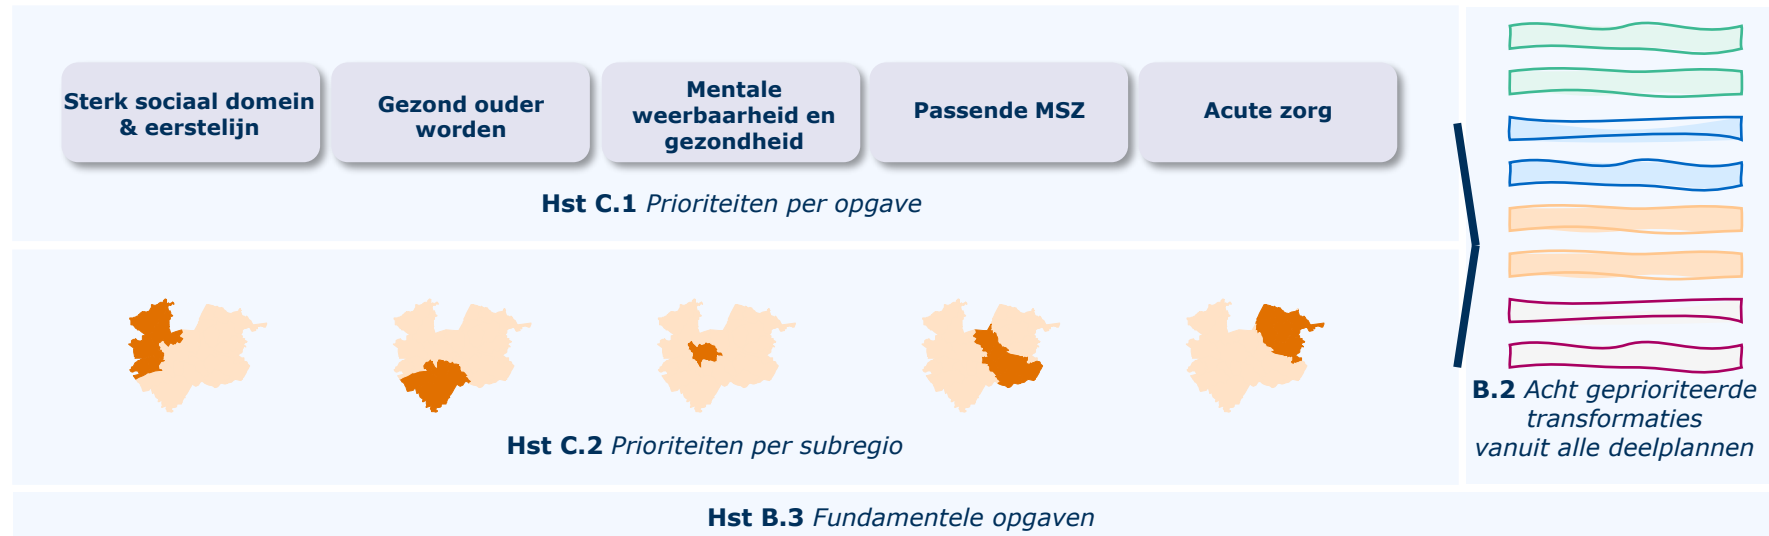 Sterk sociaal domein
& eerstelijn
Gezond ouder
worden
Mentale
weerbaarheid en
gezondheid
Passende MSZ
Acute zorg
Hst C.1 Prioriteiten per opgave
Hst C.2 Prioriteiten per subregio
B.2 Acht geprioriteerde
transformaties
vanuit alle deelplannen
Hst B.3 Fundamentele opgaven